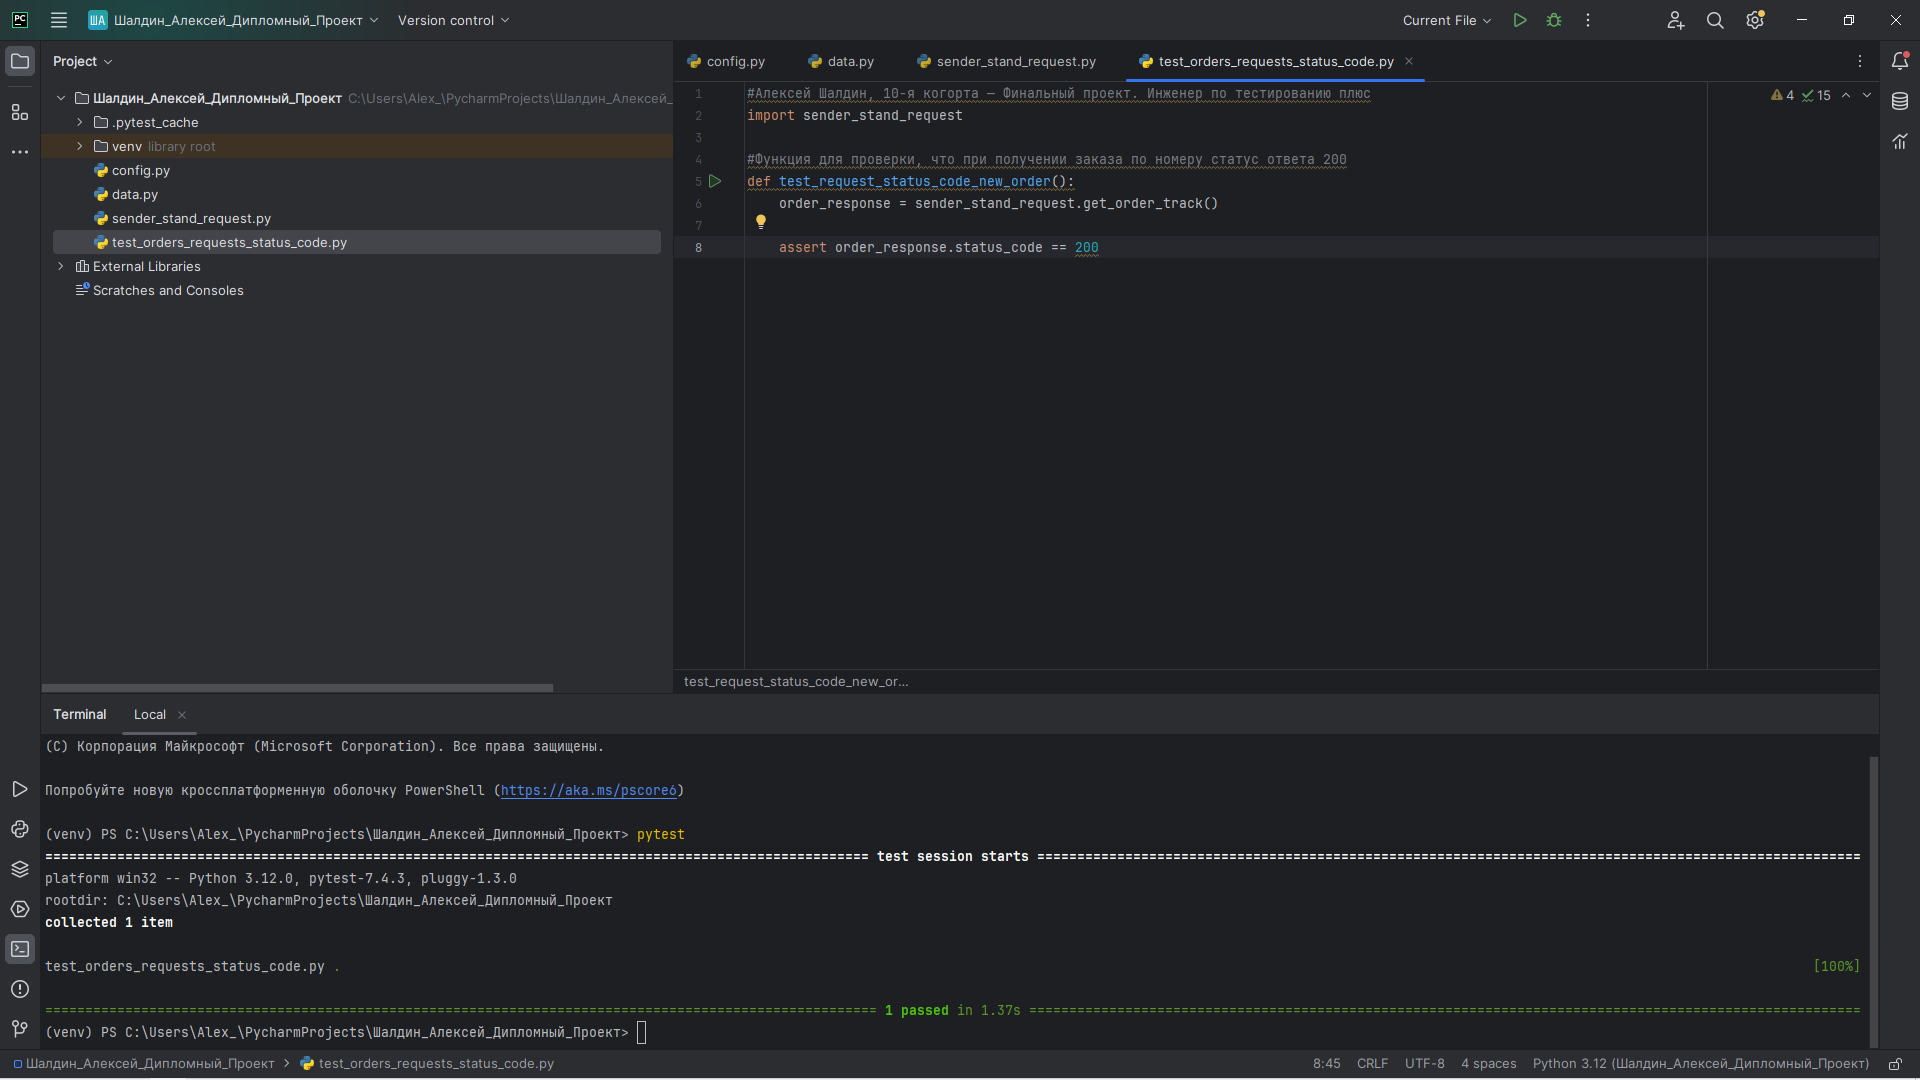 PC ША Шалдин_Алексей_Дипломный_Проект Version control Current File
Project
Шалдин_Алексей_Дипломный_Проект C:\Users\Alex_\PycharmProjects\Шалдин_Алексей_
.pytest_cache
venv library root
config.py
data.py
sender_stand_request.py
test_orders_requests_status_code.py
External Libraries
Scratches and Consoles
config.py data.py sender_stand_request.py test_orders_requests_status_code.py
4 15
1 #Алексей Шалдин, 10-я когорта — Финальный проект. Инженер по тестированию плюс
2 import sender_stand_request
3
4 #Функция для проверки, что при получении заказа по номеру статус ответа 200
5 def test_request_status_code_new_order():
6 order_response = sender_stand_request.get_order_track()
7
8 assert order_response.status_code == 200
test_request_status_code_new_or...
Terminal Local
(C) Корпорация Майкрософт (Microsoft Corporation). Все права защищены.
Попробуйте новую кроссплатформенную оболочку PowerShell (https://aka.ms/pscore6)
(venv) PS C:\Users\Alex_\PycharmProjects\Шалдин_Алексей_Дипломный_Проект> pytest
======================================================================================================= test session starts =======================================================================================================
platform win32 -- Python 3.12.0, pytest-7.4.3, pluggy-1.3.0
rootdir: C:\Users\Alex_\PycharmProjects\Шалдин_Алексей_Дипломный_Проект
collected 1 item
test_orders_requests_status_code.py . [100%]
======================================================================================================== 1 passed in 1.37s ========================================================================================================
(venv) PS C:\Users\Alex_\PycharmProjects\Шалдин_Алексей_Дипломный_Проект>
Шалдин_Алексей_Дипломный_Проект > test_orders_requests_status_code.py 8:45 CRLF UTF-8 4 spaces Python 3.12 (Шалдин_Алексей_Дипломный_Проект)